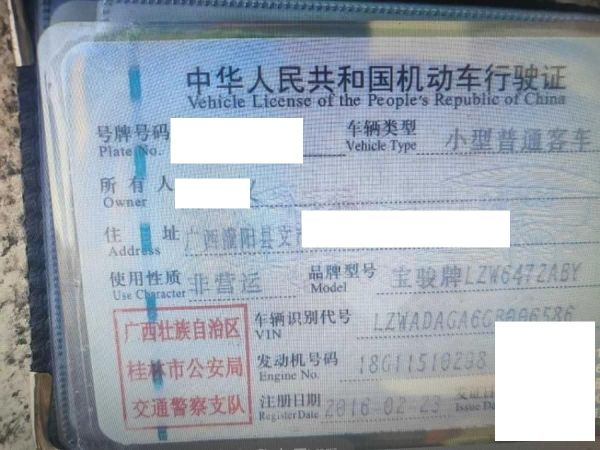 中华人民共和国机动车行驶证
Vehicle License of the People's Republic of China
号牌号码
Plate No.
车辆类型 小型普通客车
Vehicle Type
所有人
Owner
住址 广西灌阳县文
使用性质 非营运
Use Character
品牌型号 宝骏牌LZW6472ABY
Model
广西壮族自治区
桂林市公安局
交通警察支队
车辆识别代号 LZWADAGA6GB006586
VIN
发动机号码 18G11510298
Engine No.
注册日期 2016-02-23
Register Date
Issue